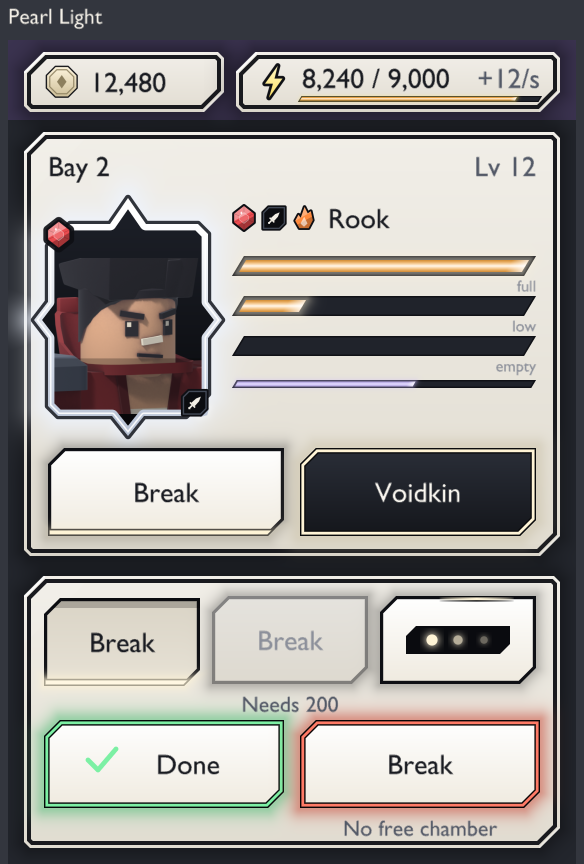 Pearl Light
12,480
8,240 / 9,000 +12/s
Bay 2
Lv 12
Rook
full
low
empty
Break
Voidkin
Break
Break
Needs 200
Done
Break
No free chamber